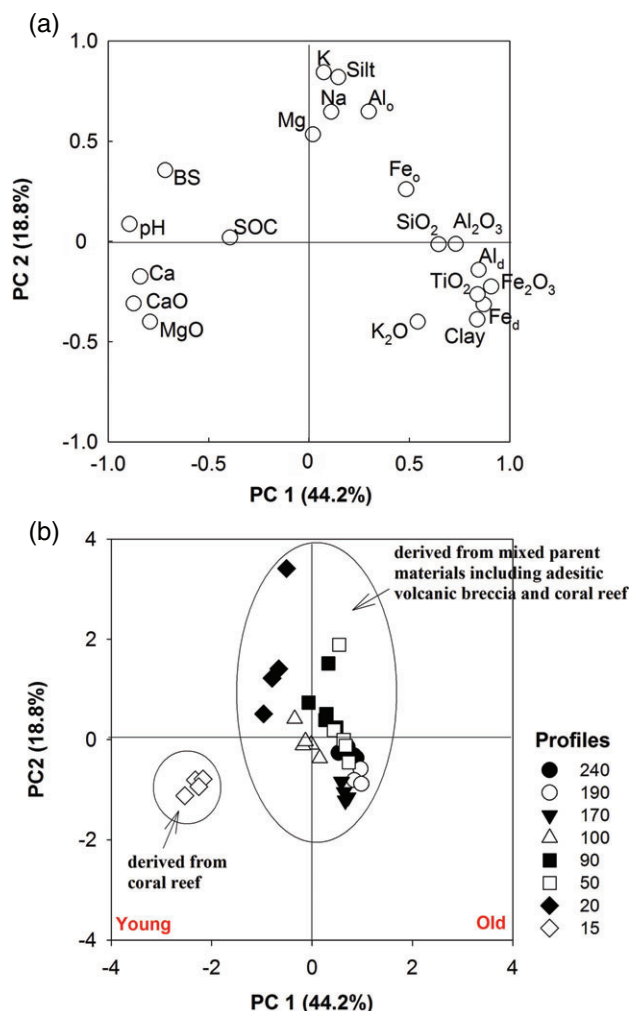 (a)
1.0
0.5
0
-0.5
-1.0
PC 2 (18.8%)
K
Silt
Na
Al₀
Mg
Fe₀
BS
SiO₂
Al₂O₃
pH
SOC
Al_d
Ca
TiO₂
Fe₂O₃
CaO
Fe_d
MgO
K₂O
Clay
-1.0
-0.5
0
0.5
1.0
PC 1 (44.2%)
(b)
4
2
0
-2
-4
PC2 (18.8%)
derived from mixed parent
materials including adesitic
volcanic breccia and coral reef
derived from
coral reef
Young
Old
-4
-2
0
2
4
PC 1 (44.2%)
Profiles
240
190
170
100
90
50
20
15